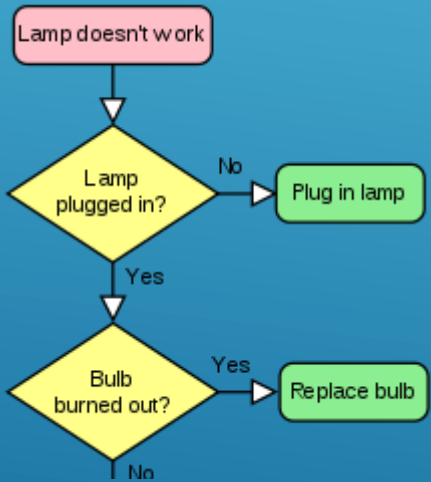 Lamp doesn't work
Lamp
plugged in?
No
Plug in lamp
Yes
Bulb
burned out?
Yes
Replace bulb
No